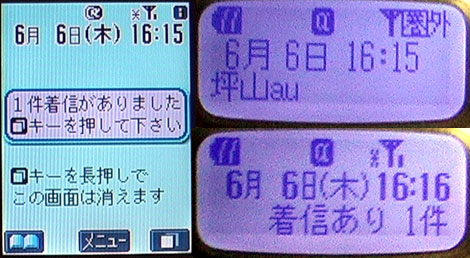 6月 6日(木) 16:15
1件着信がありました
キーを押して下さい
キーを長押しで
この画面は消えます
メニュー
圏外
6月 6日 16:15
坪山au
6月 6日(木)16:16
着信あり 1件